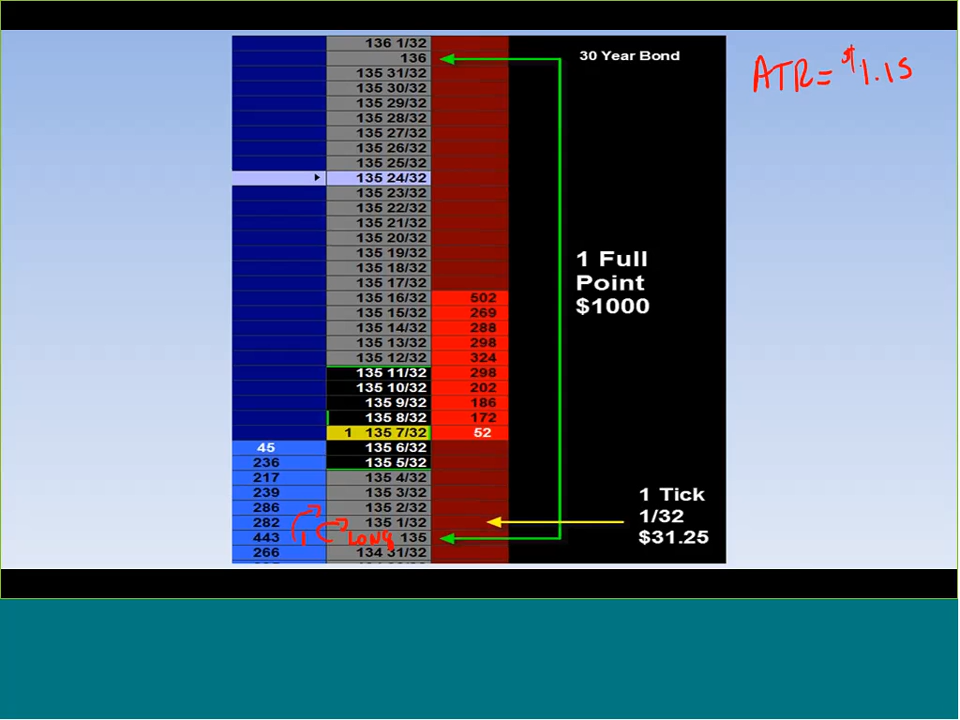 136 1/32
136
30 Year Bond
ATR = $1.15
135 31/32
135 30/32
135 29/32
135 28/32
135 27/32
135 26/32
135 25/32
135 24/32
135 23/32
135 22/32
135 21/32
135 20/32
135 19/32
135 18/32
135 17/32
1 Full
Point
$1000
135 16/32 502
135 15/32 269
135 14/32 288
135 13/32 298
135 12/32 324
135 11/32 298
135 10/32 202
135 9/32 186
135 8/32 172
1 135 7/32 52
45 135 6/32
236 135 5/32
217 135 4/32
239 135 3/32
286 135 2/32
282 135 1/32
443 1 LONG 135
266 134 31/32
1 Tick
1/32
$31.25